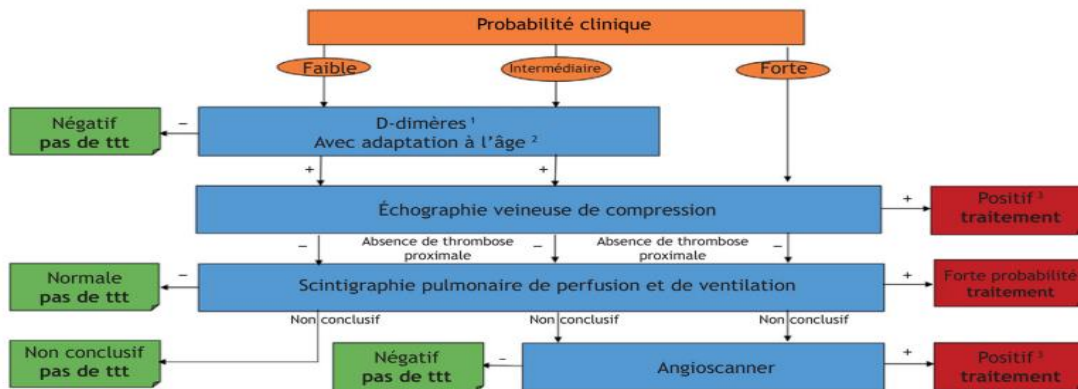 Probabilité clinique
Faible
Intermédiaire
Forte
Négatif
pas de ttt
–
D-dimères ¹
Avec adaptation à l'âge ²
+
+
Échographie veineuse de compression
+
Positif ³
traitement
–
Absence de thrombose
proximale
–
Absence de thrombose
proximale
–
Normale
pas de ttt
–
Scintigraphie pulmonaire de perfusion et de ventilation
+
Forte probabilité
traitement
Non conclusif
Non conclusif
Non conclusif
Non conclusif
pas de ttt
Négatif
pas de ttt
–
Angioscanner
+
Positif ³
traitement